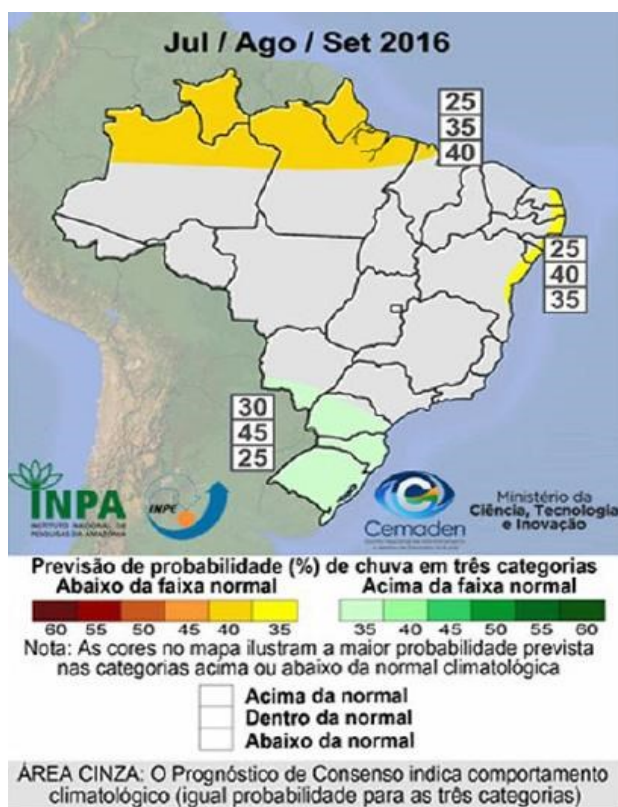 Jul / Ago / Set 2016
25
35
40
25
40
35
30
45
25
INPA
INSTITUTO NACIONAL DE
PESQUISAS DA AMAZÔNIA
INPE
Cemaden
Ministério da
Ciência, Tecnologia
e Inovação
Previsão de probabilidade (%) de chuva em três categorias
Abaixo da faixa normal Acima da faixa normal
60 55 50 45 40 35 35 40 45 50 55 60
Nota: As cores no mapa ilustram a maior probabilidade prevista
nas categorias acima ou abaixo da normal climatológica
Acima da normal
Dentro da normal
Abaixo da normal
ÁREA CINZA: O Prognóstico de Consenso indica comportamento
climatológico (igual probabilidade para as três categorias)